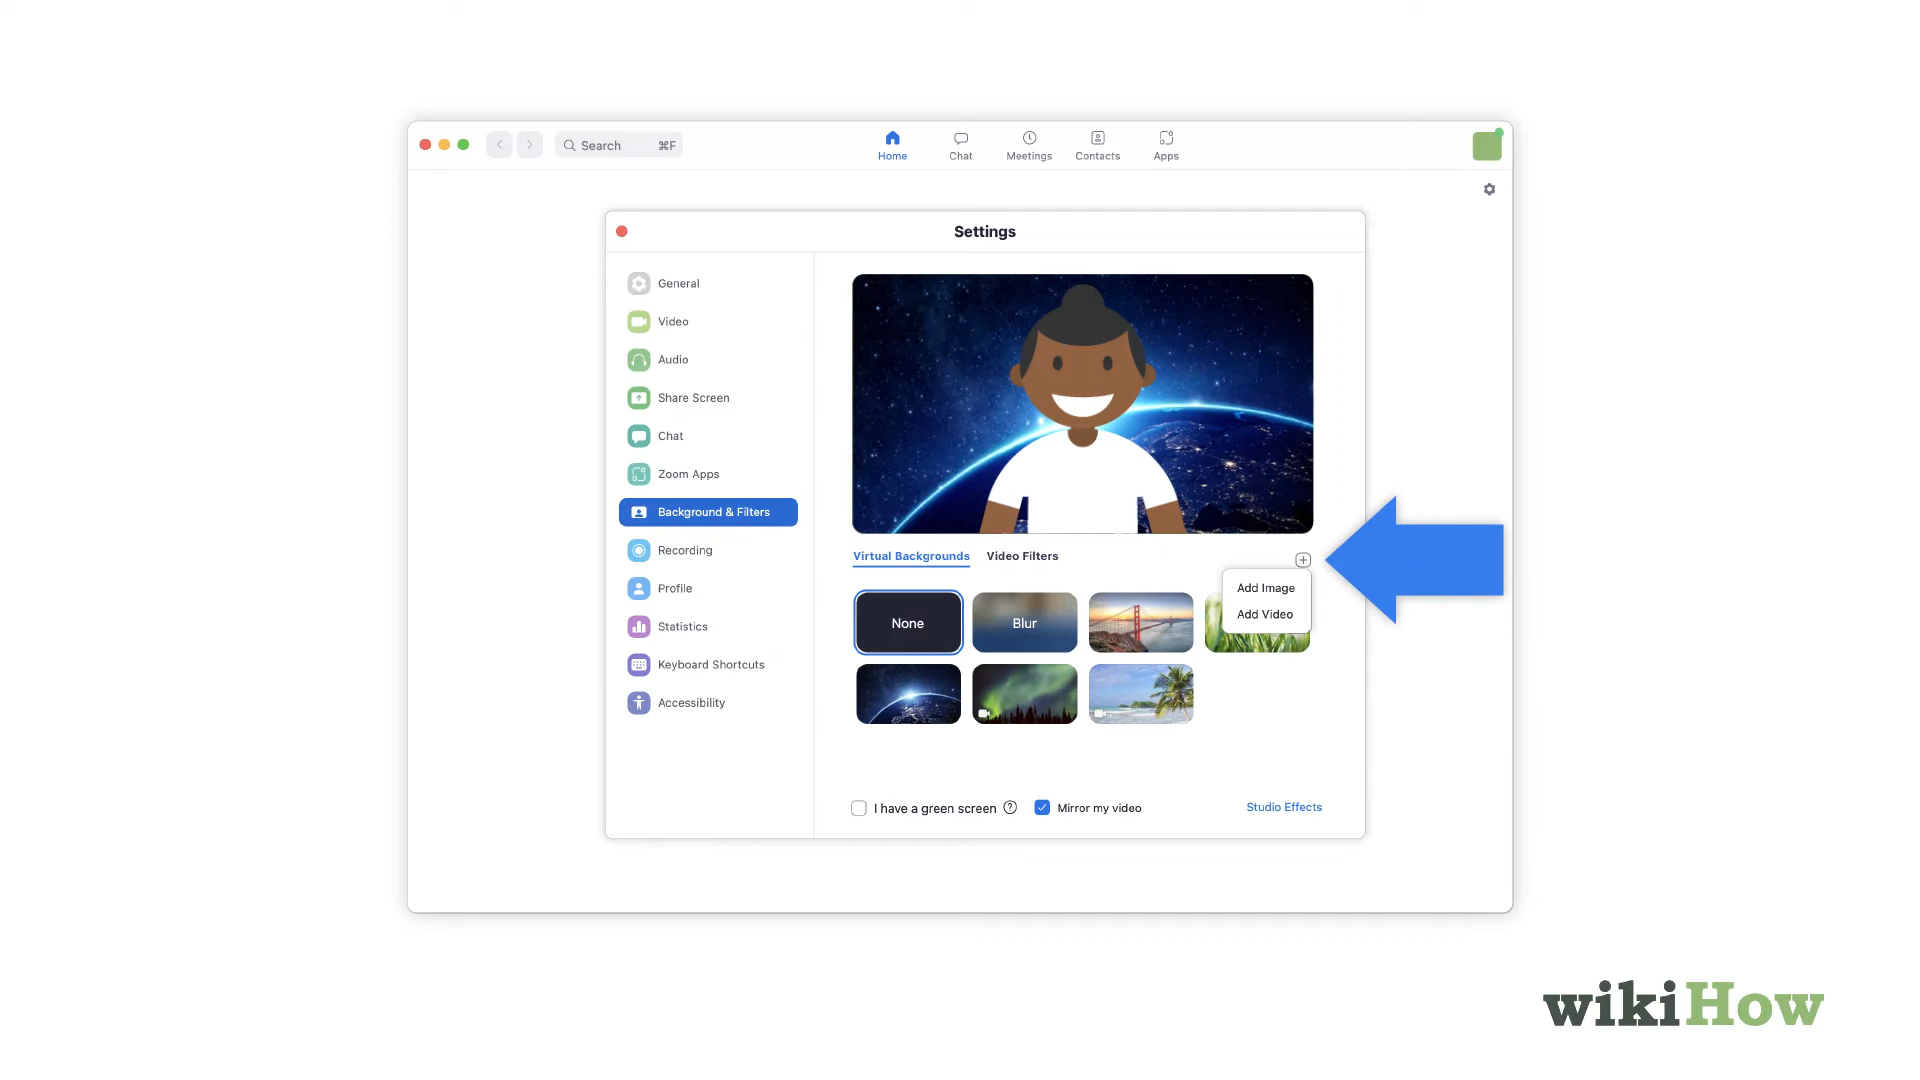 Search ⌘F
Home
Chat
Meetings
Contacts
Apps
Settings
General
Video
Audio
Share Screen
Chat
Zoom Apps
Background & Filters
Recording
Profile
Statistics
Keyboard Shortcuts
Accessibility
Virtual Backgrounds
Video Filters
Add Image
Add Video
None
Blur
I have a green screen ?
Mirror my video
Studio Effects
wikiHow